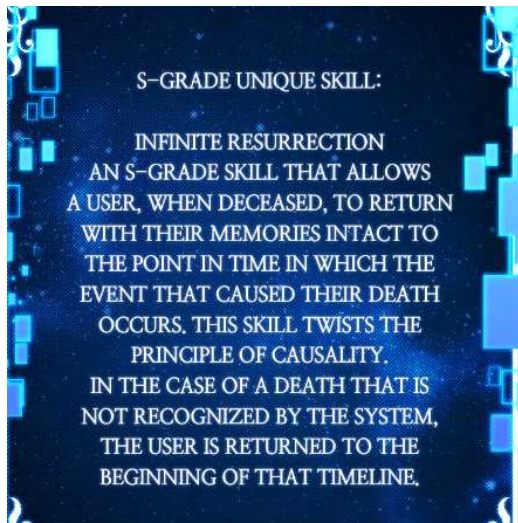 S-GRADE UNIQUE SKILL:
INFINITE RESURRECTION
AN S-GRADE SKILL THAT ALLOWS
A USER, WHEN DECEASED, TO RETURN
WITH THEIR MEMORIES INTACT TO
THE POINT IN TIME IN WHICH THE
EVENT THAT CAUSED THEIR DEATH
OCCURS. THIS SKILL TWISTS THE
PRINCIPLE OF CAUSALITY.
IN THE CASE OF A DEATH THAT IS
NOT RECOGNIZED BY THE SYSTEM,
THE USER IS RETURNED TO THE
BEGINNING OF THAT TIMELINE.